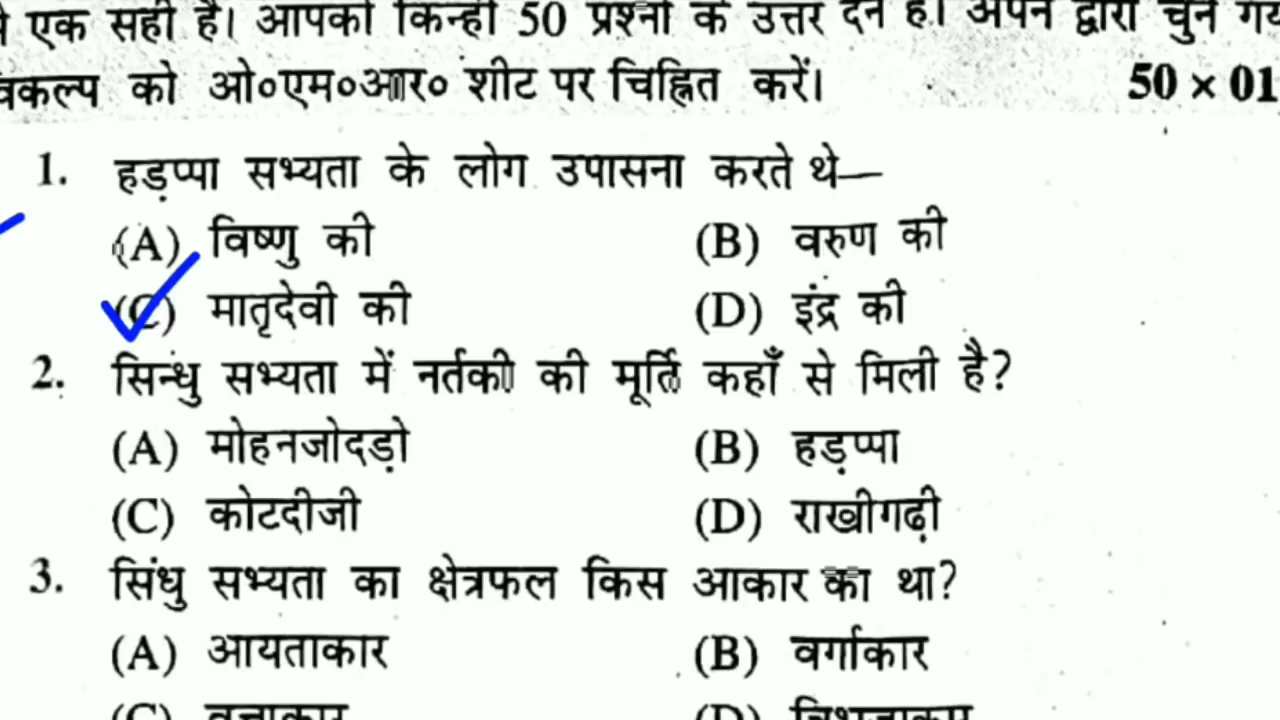 एक सही है। आपको किन्हीं 50 प्रश्नों के उत्तर देने हैं। अपने द्वारा चुने
को ओ०एम०आर० शीट पर चिह्नित करें। 50 × 01
1. हड़प्पा सभ्यता के लोग उपासना करते थे—
(A) विष्णु की (B) वरुण की
(C) मातृदेवी की (D) इंद्र की
2. सिन्धु सभ्यता में नर्तकी की मूर्ति कहाँ से मिली है?
(A) मोहनजोदड़ो (B) हड़प्पा
(C) कोटदीजी (D) राखीगढ़ी
3. सिंधु सभ्यता का क्षेत्रफल किस आकार का था?
(A) आयताकार (B) वर्गाकार
(C) (D)